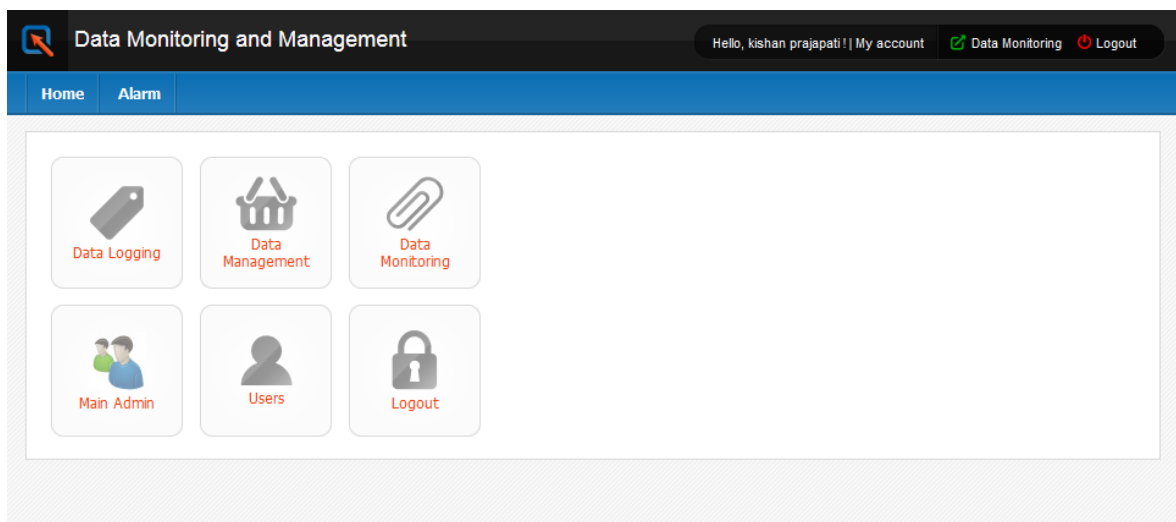 Data Monitoring and Management
Hello, kishan prajapati ! | My account
Data Monitoring
Logout
Home
Alarm
Data Logging
Data
Management
Data
Monitoring
Main Admin
Users
Logout